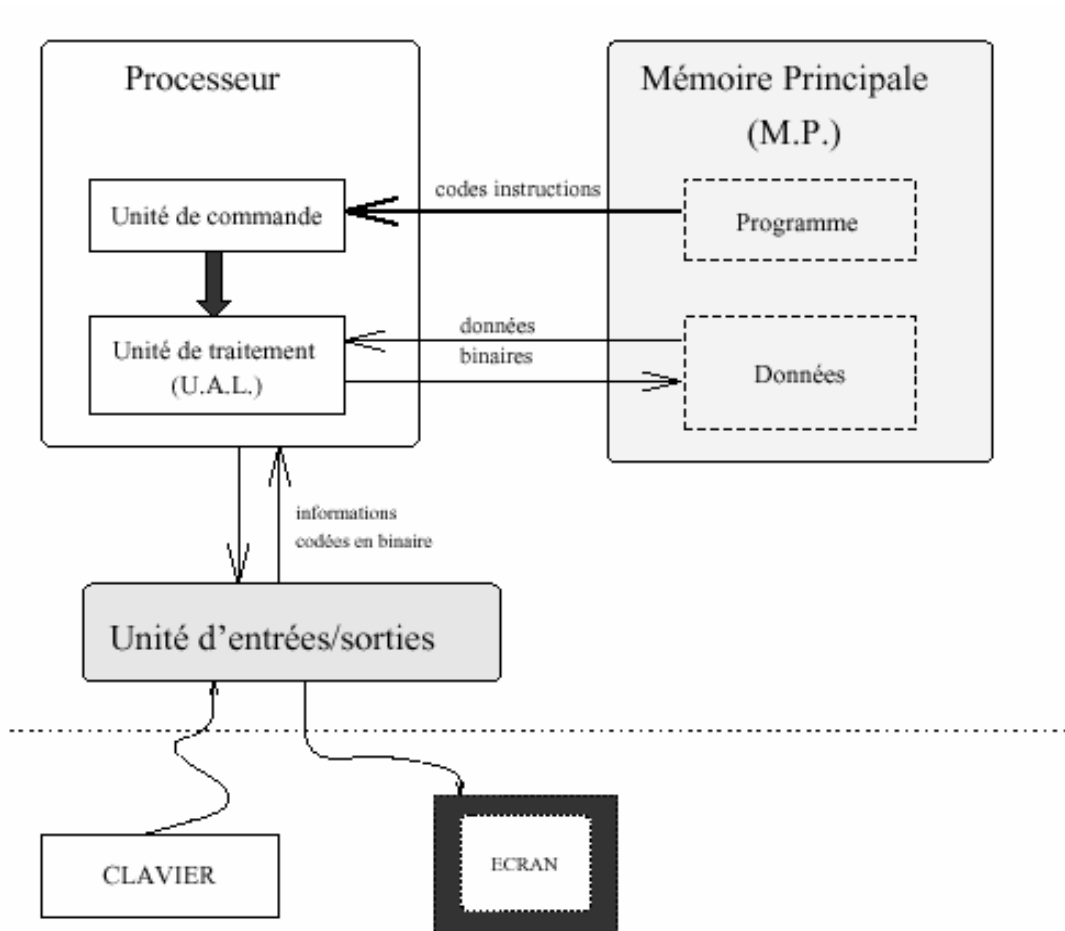 Processeur
Mémoire Principale
(M.P.)
codes instructions
Unité de commande
Programme
données
binaires
Unité de traitement
(U.A.L.)
Données
informations
codées en binaire
Unité d’entrées/sorties
CLAVIER
ECRAN